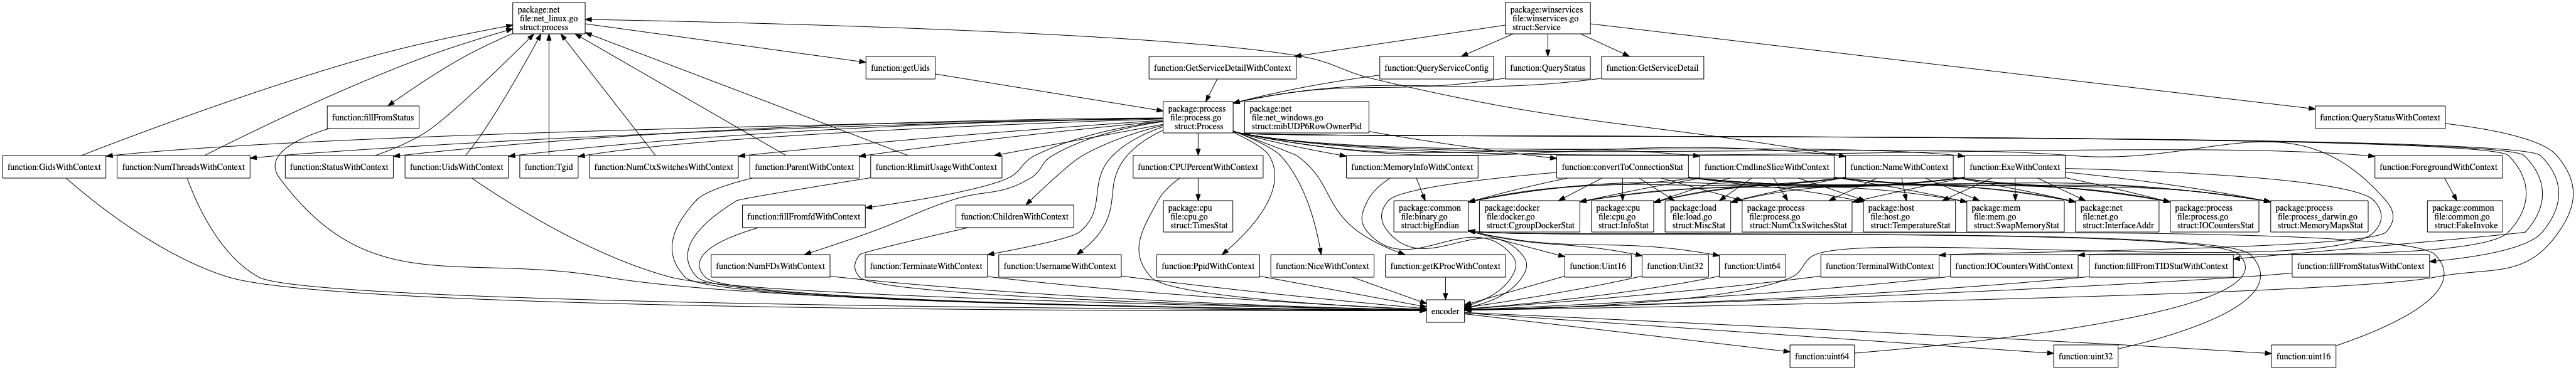 package:net
file:net_linux.go
struct:process
package:winservices
file:winservices.go
struct:Service
function:getUids
function:GetServiceDetailWithContext
function:QueryServiceConfig
function:QueryStatus
function:GetServiceDetail
function:fillFromStatus
package:process
file:process.go
struct:Process
package:net
file:net_windows.go
struct:mibUDP6RowOwnerPid
function:QueryStatusWithContext
function:GidsWithContext
function:NumThreadsWithContext
function:StatusWithContext
function:UidsWithContext
function:Tgid
function:NumCtxSwitchesWithContext
function:ParentWithContext
function:RlimitUsageWithContext
function:CPUPercentWithContext
function:MemoryInfoWithContext
function:convertToConnectionStat
function:CmdlineSliceWithContext
function:NameWithContext
function:ExeWithContext
function:ForegroundWithContext
function:fillFromfdWithContext
function:ChildrenWithContext
package:cpu
file:cpu.go
struct:TimesStat
package:common
file:binary.go
struct:bigEndian
package:docker
file:docker.go
struct:CgroupDockerStat
package:cpu
file:cpu.go
struct:InfoStat
package:load
file:load.go
struct:MiscStat
package:process
file:process.go
struct:NumCtxSwitchesStat
package:host
file:host.go
struct:TemperatureStat
package:mem
file:mem.go
struct:SwapMemoryStat
package:net
file:net.go
struct:InterfaceAddr
package:process
file:process.go
struct:IOCountersStat
package:process
file:process_darwin.go
struct:MemoryMapsStat
package:common
file:common.go
struct:FakeInvoke
function:NumFDsWithContext
function:TerminateWithContext
function:UsernameWithContext
function:PpidWithContext
function:NiceWithContext
function:getKProcWithContext
function:Uint16
function:Uint32
function:Uint64
function:TerminalWithContext
function:IOCountersWithContext
function:fillFromTIDStatWithContext
function:fillFromStatusWithContext
encoder
function:uint64
function:uint32
function:uint16